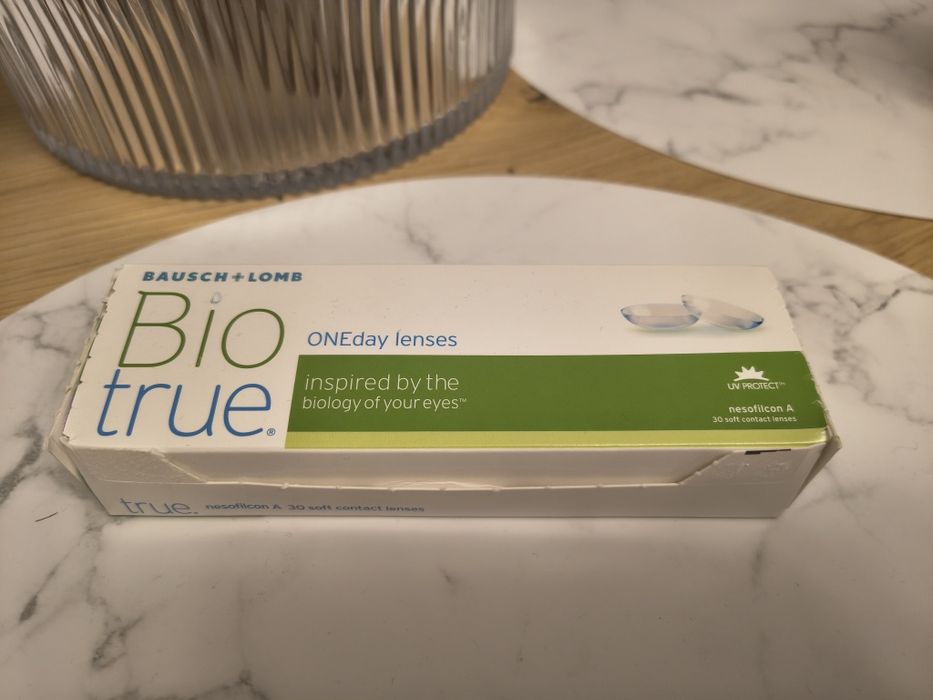 BAUSCH+LOMB
Bio
true®
ONEday lenses
inspired by the
biology of your eyes™
UV PROTECT™
nesofilcon A
30 soft contact lenses
true. nesofilcon A 30 soft contact lenses